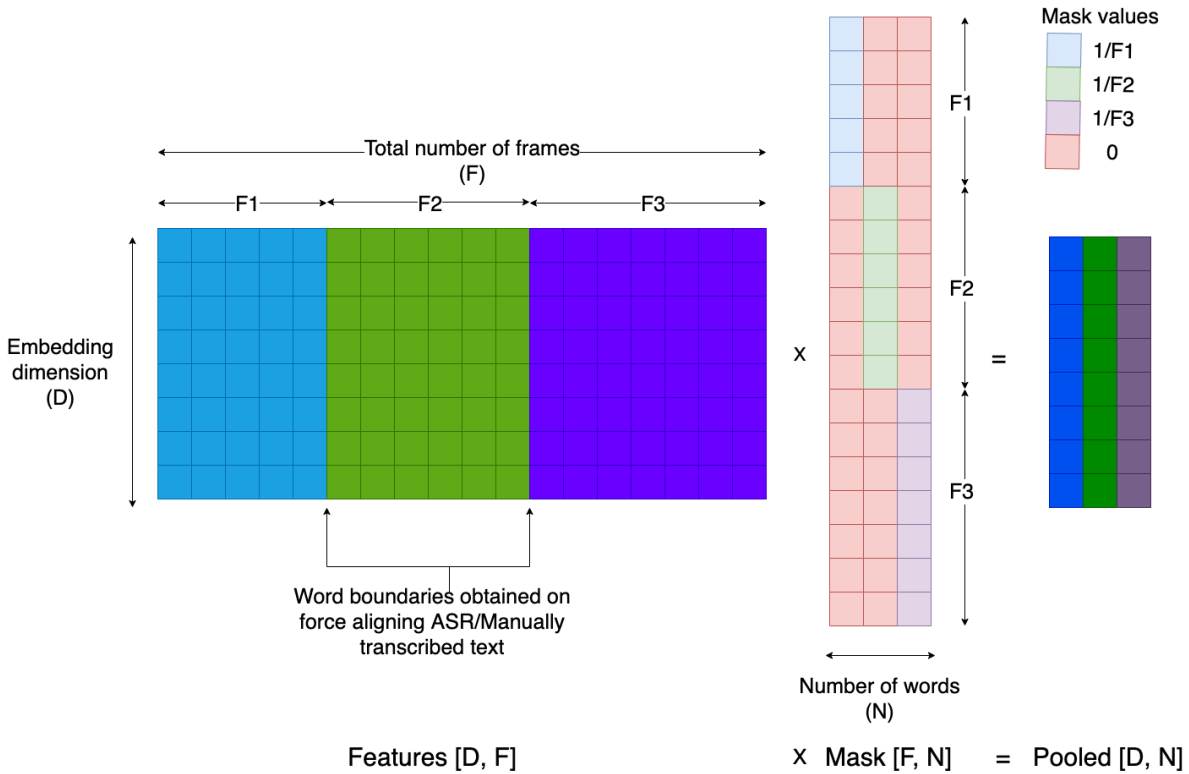 Mask values
1/F1
1/F2
1/F3
0
Total number of frames
(F)
F1
F2
F3
Embedding
dimension
(D)
x
F1
F2
F3
=
Word boundaries obtained on
force aligning ASR/Manually
transcribed text
Number of words
(N)
Features [D, F]
x Mask [F, N] = Pooled [D, N]